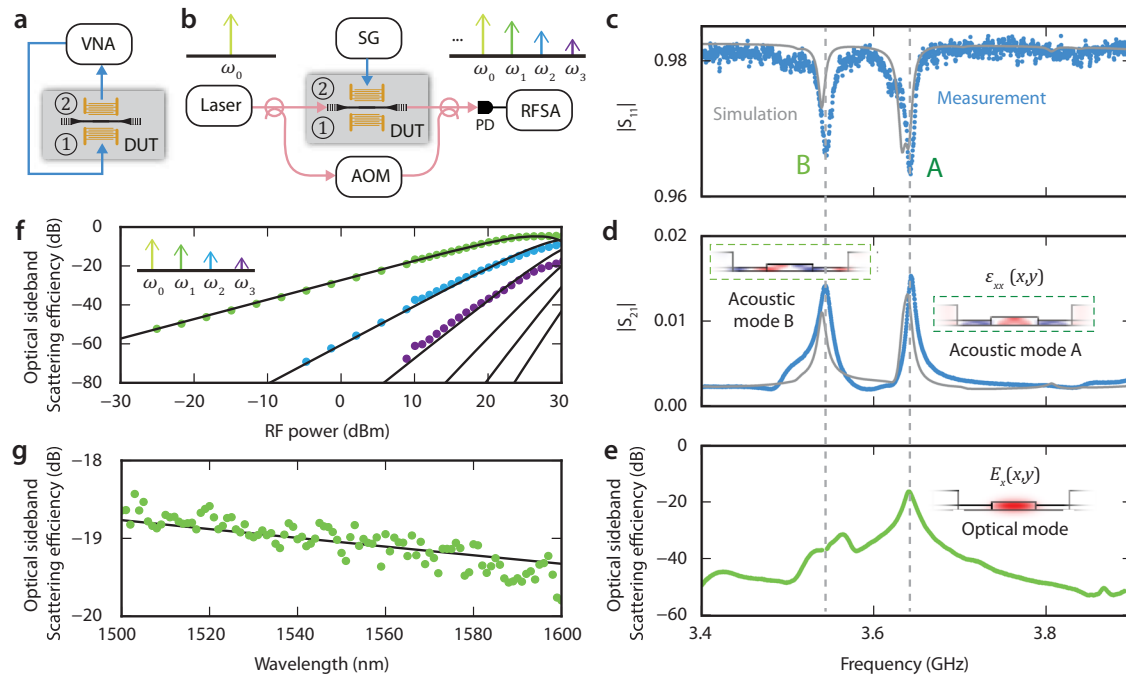 a
VNA
②
①
DUT
b
ω0
Laser
SG
②
①
DUT
AOM
...
ω0
ω1
ω2
ω3
PD
RFSA
c
0.98
0.96
|S11|
Simulation
Measurement
B
A
d
0.02
0.01
0.00
|S21|
Acoustic
mode B
εxx (x,y)
Acoustic mode A
e
0
−20
−40
−60
Optical sideband
Scattering efficiency (dB)
Ex(x,y)
Optical mode
3.4
3.6
3.8
Frequency (GHz)
f
0
−20
−40
−60
−80
Optical sideband
Scattering efficiency (dB)
ω0
ω1
ω2
ω3
−30
−20
−10
0
10
20
30
RF power (dBm)
g
−18
−19
−20
Optical sideband
Scattering efficiency (dB)
1500
1520
1540
1560
1580
1600
Wavelength (nm)